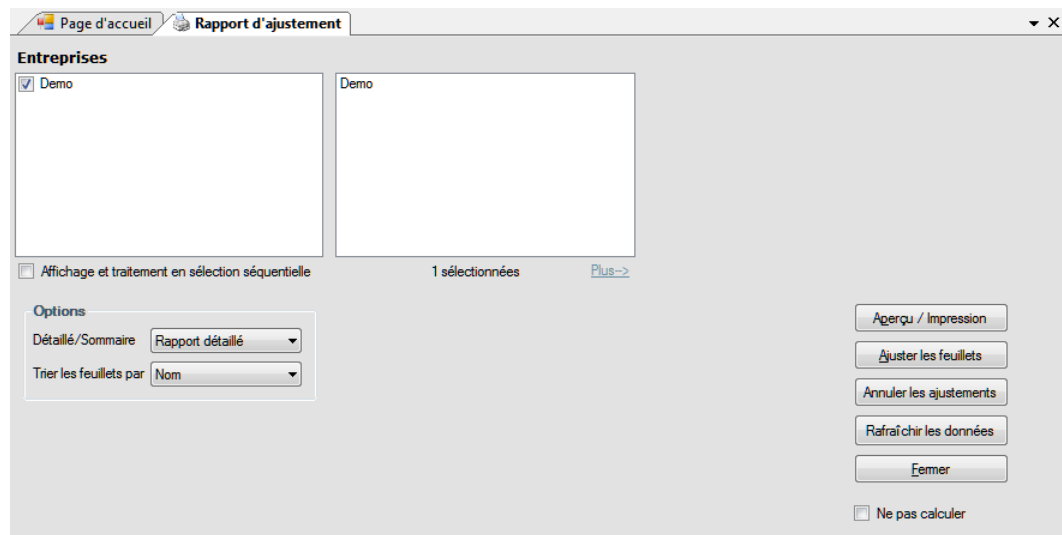 Page d'accueil Rapport d'ajustement
Entreprises
Demo Demo
Affichage et traitement en sélection séquentielle 1 sélectionnées Plus-->
Options
Détaillé/Sommaire Rapport détaillé
Trier les feuillets par Nom
Aperçu / Impression
Ajuster les feuillets
Annuler les ajustements
Rafraîchir les données
Fermer
Ne pas calculer